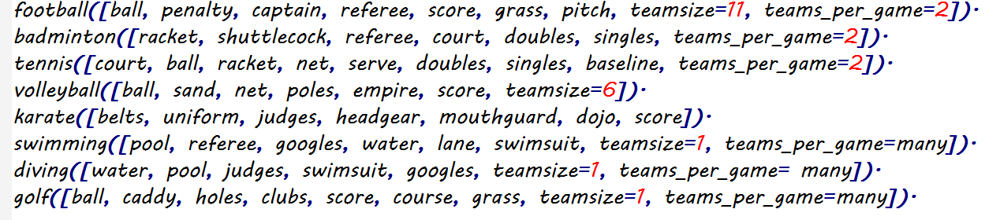 football([ball, penalty, captain, referee, score, grass, pitch, teamsize=11, teams_per_game=2]).
badminton([racket, shuttlecock, referee, court, doubles, singles, teams_per_game=2]).
tennis([court, ball, racket, net, serve, doubles, singles, baseline, teams_per_game=2]).
volleyball([ball, sand, net, poles, empire, score, teamsize=6]).
karate([belts, uniform, judges, headgear, mouthguard, dojo, score]).
swimming([pool, referee, googles, water, lane, swimsuit, teamsize=1, teams_per_game=many]).
diving([water, pool, judges, swimsuit, googles, teamsize=1, teams_per_game= many]).
golf([ball, caddy, holes, clubs, score, course, grass, teamsize=1, teams_per_game=many]).